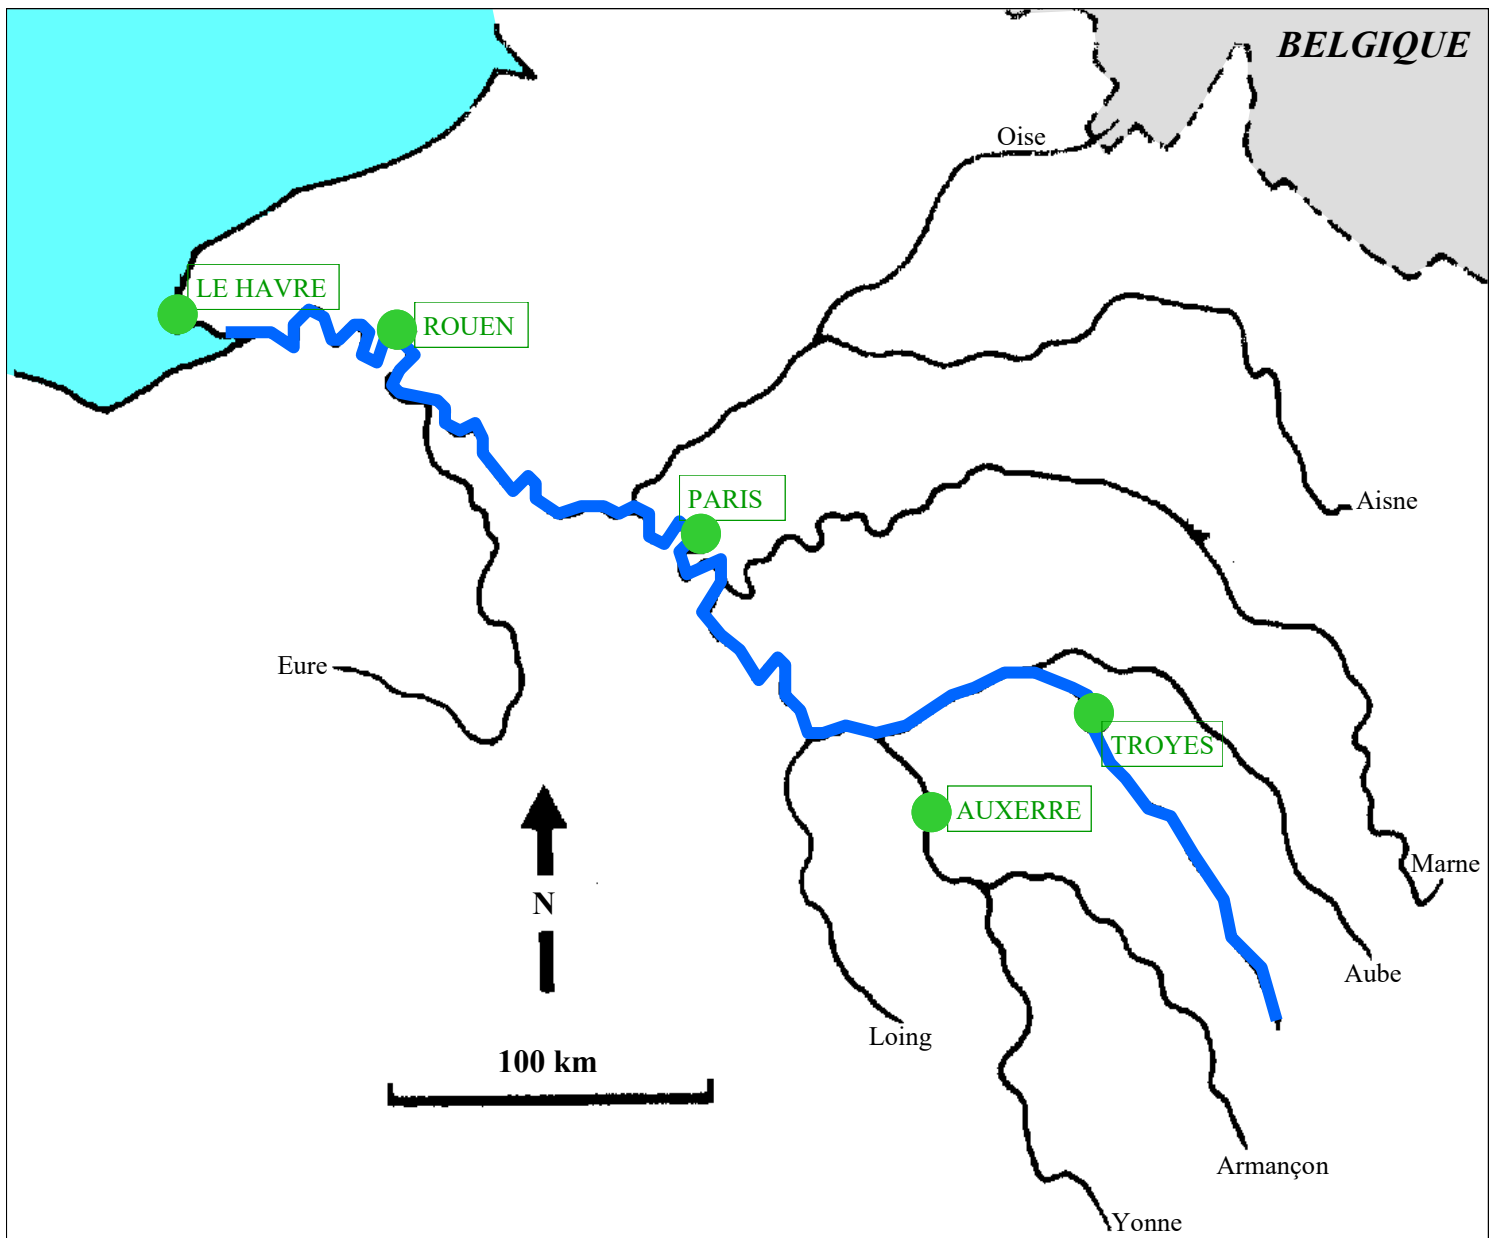 BELGIQUE
Oise
LE HAVRE
ROUEN
PARIS
Aisne
Eure
TROYES
AUXERRE
Marne
N
Aube
Loing
100 km
Armançon
Yonne